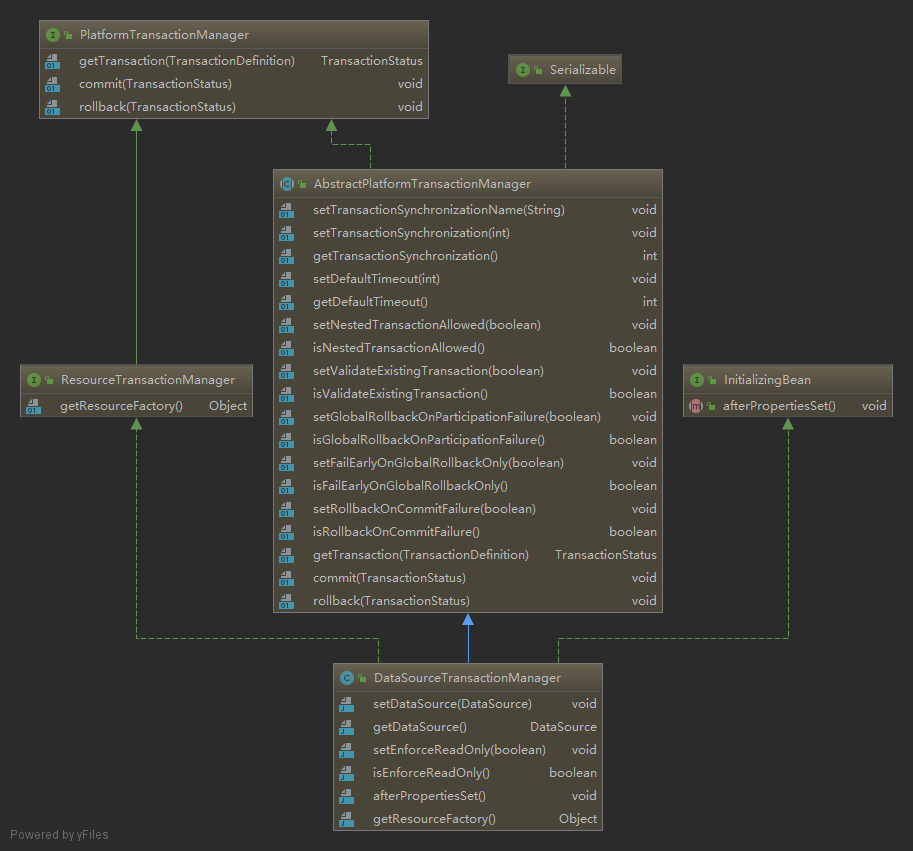 PlatformTransactionManager
getTransaction(TransactionDefinition) TransactionStatus
commit(TransactionStatus) void
rollback(TransactionStatus) void
Serializable
AbstractPlatformTransactionManager
setTransactionSynchronizationName(String) void
setTransactionSynchronization(int) void
getTransactionSynchronization() int
setDefaultTimeout(int) void
getDefaultTimeout() int
setNestedTransactionAllowed(boolean) void
isNestedTransactionAllowed() boolean
setValidateExistingTransaction(boolean) void
isValidateExistingTransaction() boolean
setGlobalRollbackOnParticipationFailure(boolean) void
isGlobalRollbackOnParticipationFailure() boolean
setFailEarlyOnGlobalRollbackOnly(boolean) void
isFailEarlyOnGlobalRollbackOnly() boolean
setRollbackOnCommitFailure(boolean) void
isRollbackOnCommitFailure() boolean
getTransaction(TransactionDefinition) TransactionStatus
commit(TransactionStatus) void
rollback(TransactionStatus) void
ResourceTransactionManager
getResourceFactory() Object
InitializingBean
afterPropertiesSet() void
DataSourceTransactionManager
setDataSource(DataSource) void
getDataSource() DataSource
setEnforceReadOnly(boolean) void
isEnforceReadOnly() boolean
afterPropertiesSet() void
getResourceFactory() Object
Powered by yFiles